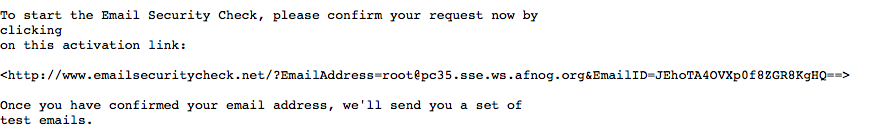 To start the Email Security Check, please confirm your request now by
clicking
on this activation link:
<http://www.emailsecuritycheck.net/?EmailAddress=root@pc35.sse.ws.afnog.org&EmailID=JEhoTA4OVXp0f8ZGR8KgHQ==>
Once you have confirmed your email address, we'll send you a set of
test emails.